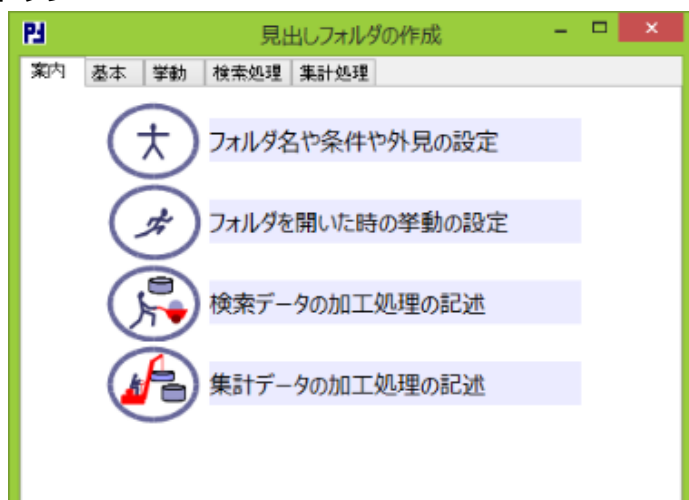 見出しフォルダの作成
案内 基本 挙動 検索処理 集計処理
フォルダ名や条件や外見の設定
フォルダを開いた時の挙動の設定
検索データの加工処理の記述
集計データの加工処理の記述